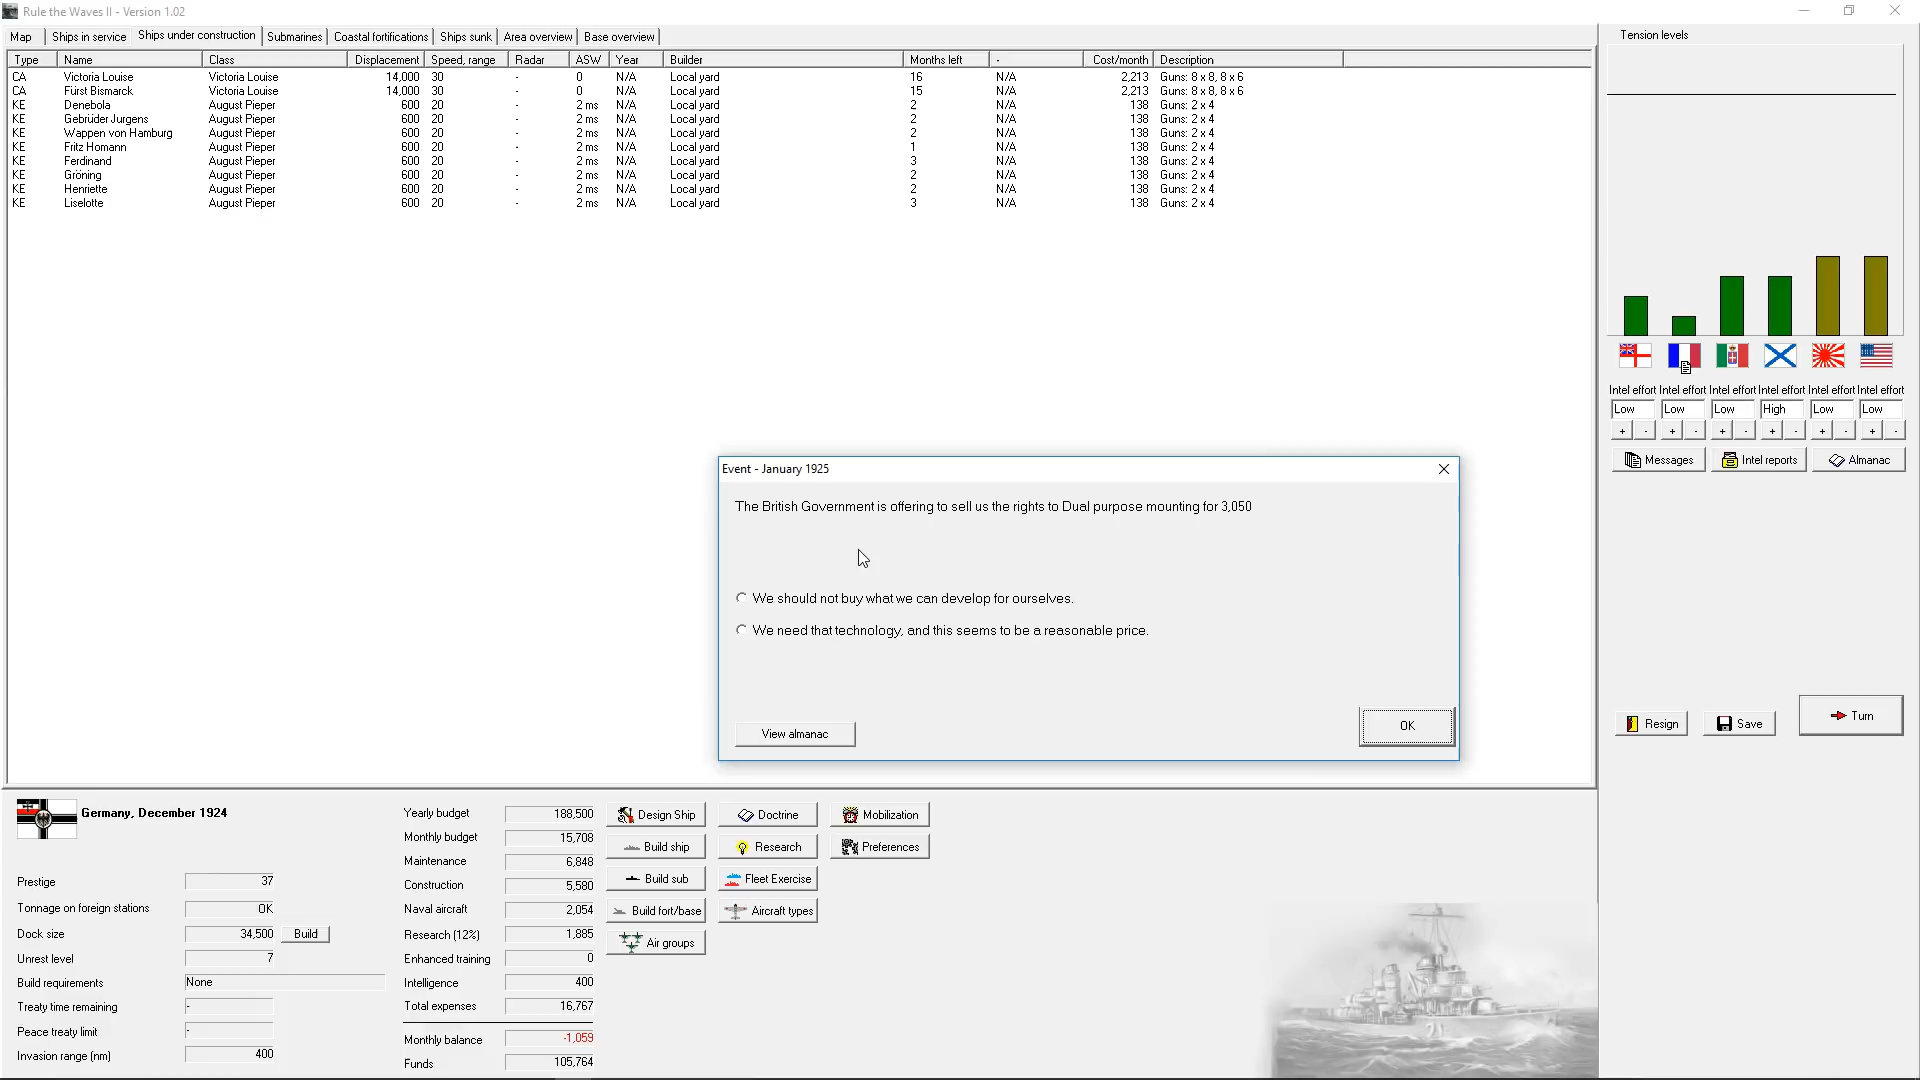 Rule the Waves II - Version 1.02
Map Ships in service Ships under construction Submarines Coastal fortifications Ships sunk Area overview Base overview
Type Name Class Displacement Speed, range Radar ASW Year Builder Months left - Cost/month Description
CA Victoria Louise Victoria Louise 14,000 30 - 0 N/A Local yard 16 N/A 2,213 Guns: 8 x 8, 8 x 6
CA Fürst Bismarck Victoria Louise 14,000 30 - 0 N/A Local yard 15 N/A 2,213 Guns: 8 x 8, 8 x 6
KE Denebola August Pieper 600 20 - 2 ms N/A Local yard 2 N/A 138 Guns: 2 x 4
KE Gebrüder Jurgens August Pieper 600 20 - 2 ms N/A Local yard 2 N/A 138 Guns: 2 x 4
KE Wappen von Hamburg August Pieper 600 20 - 2 ms N/A Local yard 2 N/A 138 Guns: 2 x 4
KE Fritz Homann August Pieper 600 20 - 2 ms N/A Local yard 1 N/A 138 Guns: 2 x 4
KE Ferdinand August Pieper 600 20 - 2 ms N/A Local yard 3 N/A 138 Guns: 2 x 4
KE Gröning August Pieper 600 20 - 2 ms N/A Local yard 2 N/A 138 Guns: 2 x 4
KE Henriette August Pieper 600 20 - 2 ms N/A Local yard 2 N/A 138 Guns: 2 x 4
KE Liselotte August Pieper 600 20 - 2 ms N/A Local yard 3 N/A 138 Guns: 2 x 4
Tension levels
Intel effort Intel effort Intel effort Intel effort Intel effort Intel effort
Low Low Low High Low Low
+ - + - + - + - + - + -
Messages Intel reports Almanac
Event - January 1925
The British Government is offering to sell us the rights to Dual purpose mounting for 3,050
We should not buy what we can develop for ourselves.
We need that technology, and this seems to be a reasonable price.
View almanac OK
Resign Save Turn
Germany, December 1924
Prestige 37
Tonnage on foreign stations OK
Dock size 34,500 Build
Unrest level 7
Build requirements None
Treaty time remaining -
Peace treaty limit -
Invasion range (nm) 400
Yearly budget 188,500
Monthly budget 15,708
Maintenance 6,848
Construction 5,580
Naval aircraft 2,054
Research (12%) 1,885
Enhanced training 0
Intelligence 400
Total expenses 16,767
Monthly balance -1,059
Funds 105,764
Design Ship Doctrine Mobilization
Build ship Research Preferences
Build sub Fleet Exercise
Build fort/base Aircraft types
Air groups